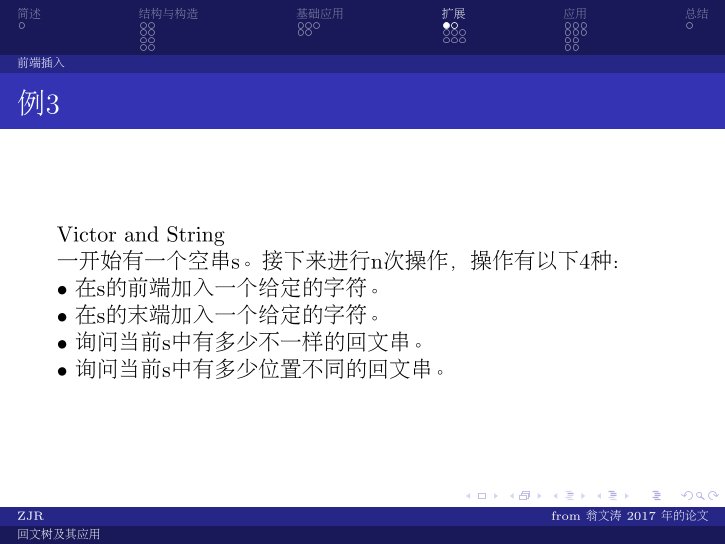 简述 结构与构造 基础应用 扩展 应用 总结
前端插入
例3
Victor and String
一开始有一个空串s。接下来进行n次操作，操作有以下4种:
• 在s的前端加入一个给定的字符。
• 在s的末端加入一个给定的字符。
• 询问当前s中有多少不一样的回文串。
• 询问当前s中有多少位置不同的回文串。
ZJR from 翁文涛 2017 年的论文
回文树及其应用